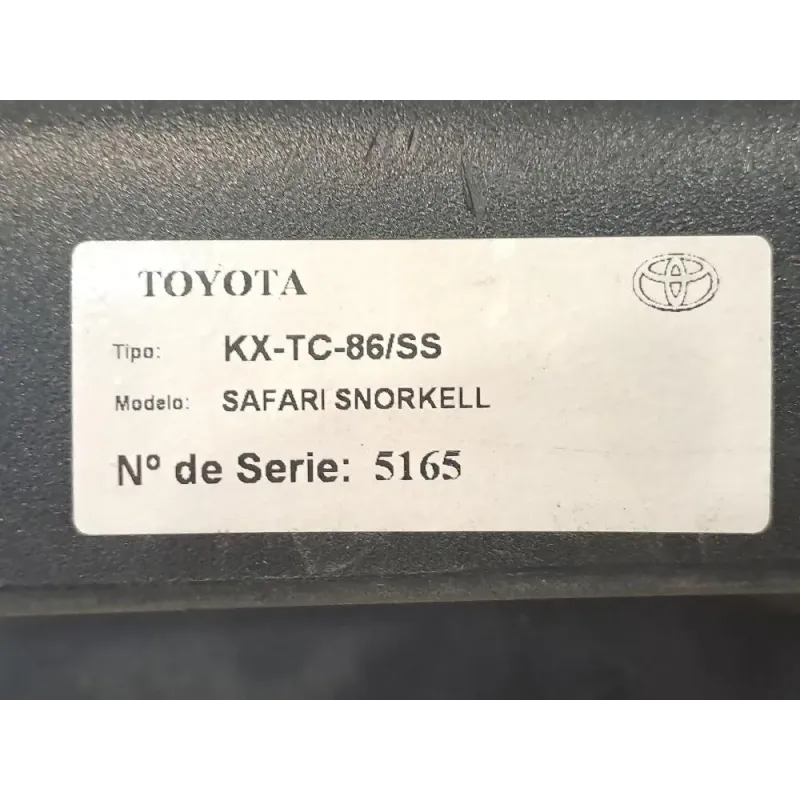 TOYOTA
Tipo: KX-TC-86/SS
Modelo: SAFARI SNORKELL
Nº de Serie: 5165